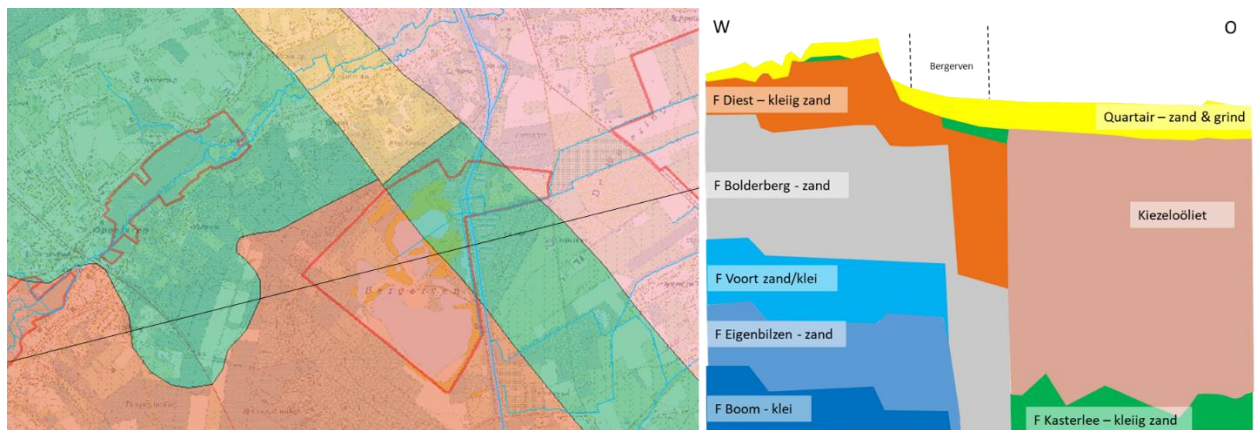 Bergerven
W
O
Bergerven
F Diest – kleiig zand
Quartair – zand & grind
F Bolderberg - zand
Kiezeloöliet
F Voort zand/klei
F Eigenbilzen - zand
F Boom - klei
F Kasterlee – kleiig zand